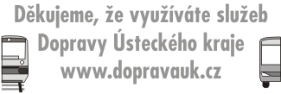 Děkujeme, že využíváte služeb
Dopravy Ústeckého kraje
www.dopravauk.cz